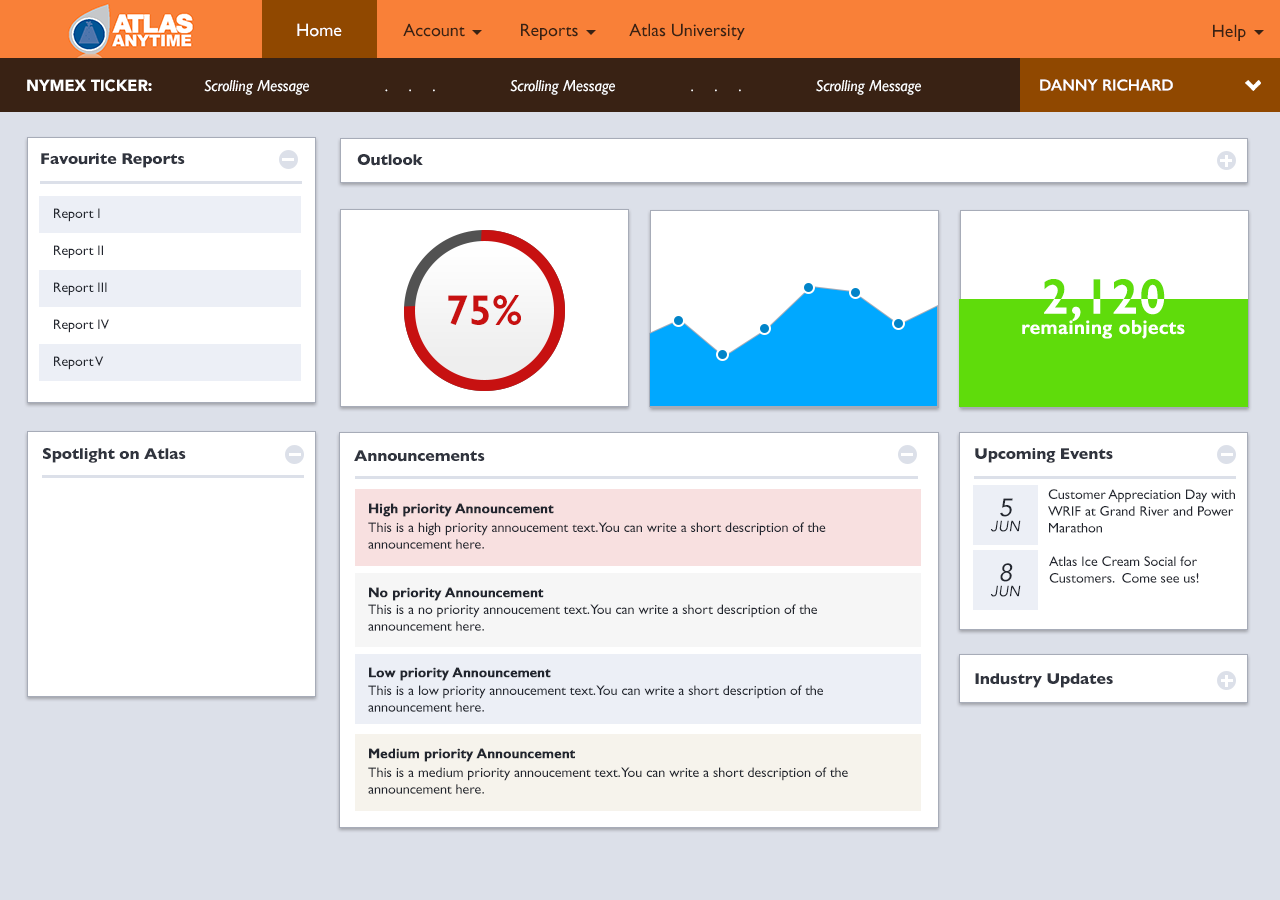 ATLAS
ANYTIME
Home
Account
Reports
Atlas University
Help
NYMEX TICKER:
Scrolling Message . . . Scrolling Message . . . Scrolling Message
DANNY RICHARD
Favourite Reports
Report I
Report II
Report III
Report IV
Report V
Outlook
75%
2,120
remaining objects
Spotlight on Atlas
Announcements
High priority Announcement
This is a high priority annoucement text. You can write a short description of the
announcement here.
No priority Announcement
This is a no priority annoucement text. You can write a short description of the
announcement here.
Low priority Announcement
This is a low priority annoucement text. You can write a short description of the
announcement here.
Medium priority Announcement
This is a medium priority annoucement text. You can write a short description of the
announcement here.
Upcoming Events
5
JUN
Customer Appreciation Day with
WRIF at Grand River and Power
Marathon
8
JUN
Atlas Ice Cream Social for
Customers. Come see us!
Industry Updates